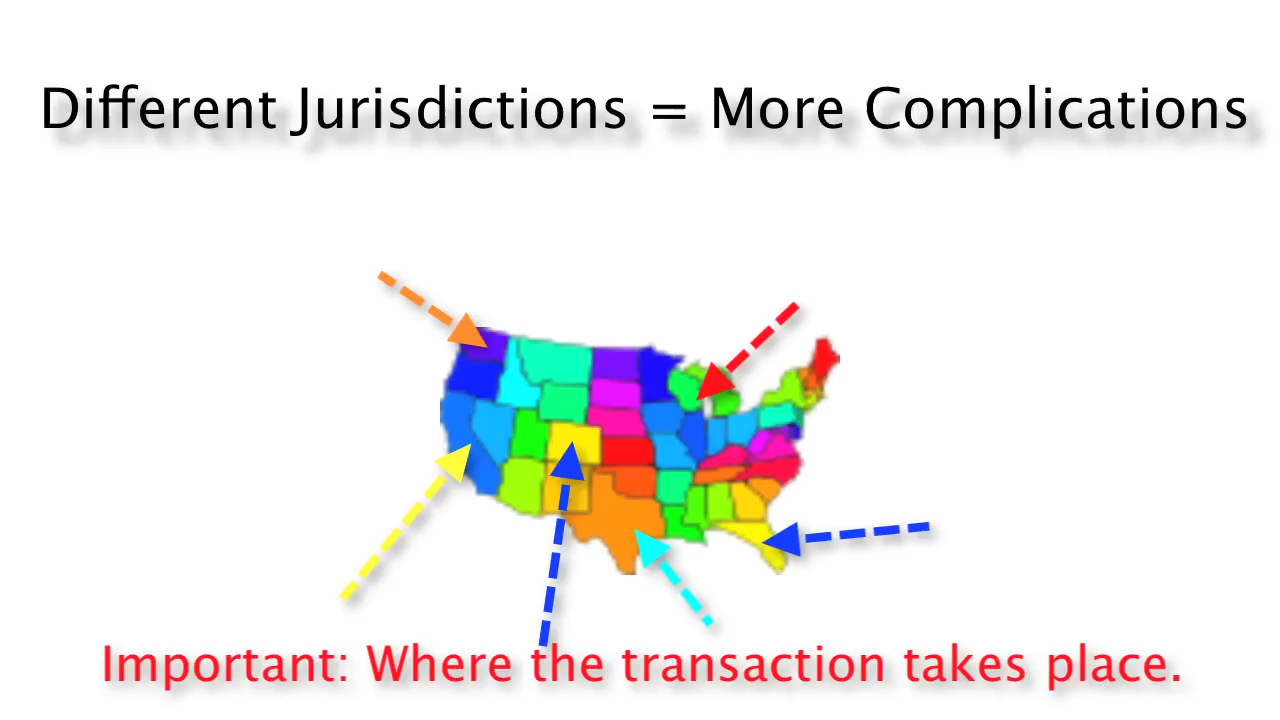 Different Jurisdictions = More Complications
Important: Where the transaction takes place.